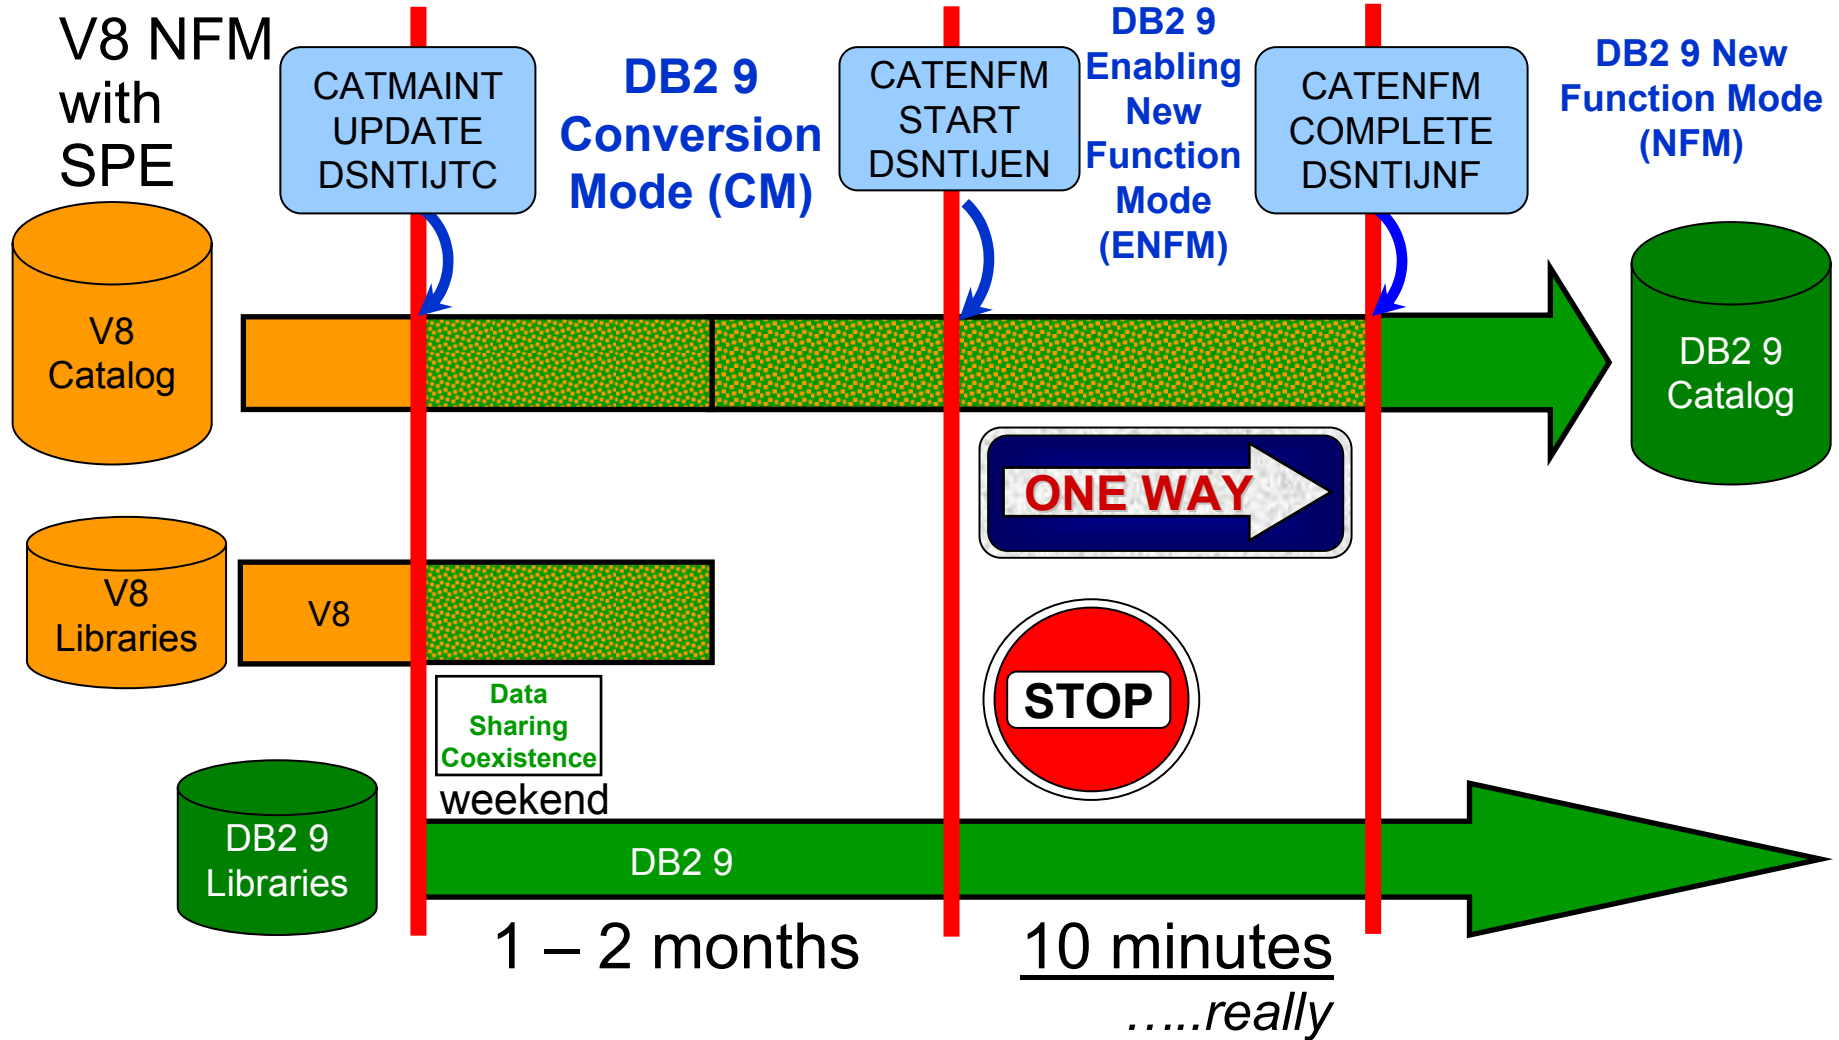 V8 NFM
with
SPE
CATMAINT
UPDATE
DSNTIJTC
DB2 9
Conversion
Mode (CM)
CATENFM
START
DSNTIJEN
DB2 9
Enabling
New
Function
Mode
(ENFM)
CATENFM
COMPLETE
DSNTIJNF
DB2 9 New
Function Mode
(NFM)
V8
Catalog
DB2 9
Catalog
ONE WAY
V8
Libraries
V8
Data
Sharing
Coexistence
weekend
STOP
DB2 9
Libraries
DB2 9
1 – 2 months
10 minutes
…..really